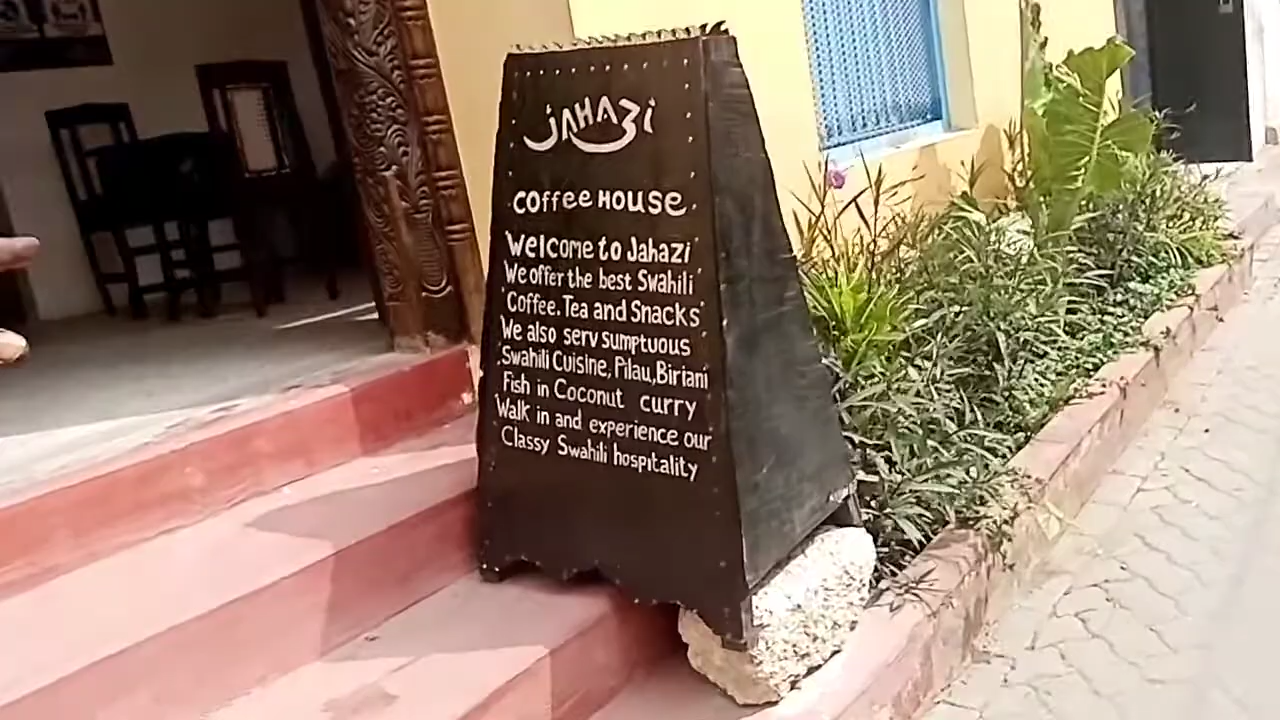 JAHAZi
COffee HOUSe
Welcome to Jahazi
We offer the best Swahili
Coffee. Tea and Snacks
We also serv sumptuous
Swahili Cuisine, Pilau, Biriani
Fish in Coconut curry
Walk in and experience our
Classy Swahili hospitality